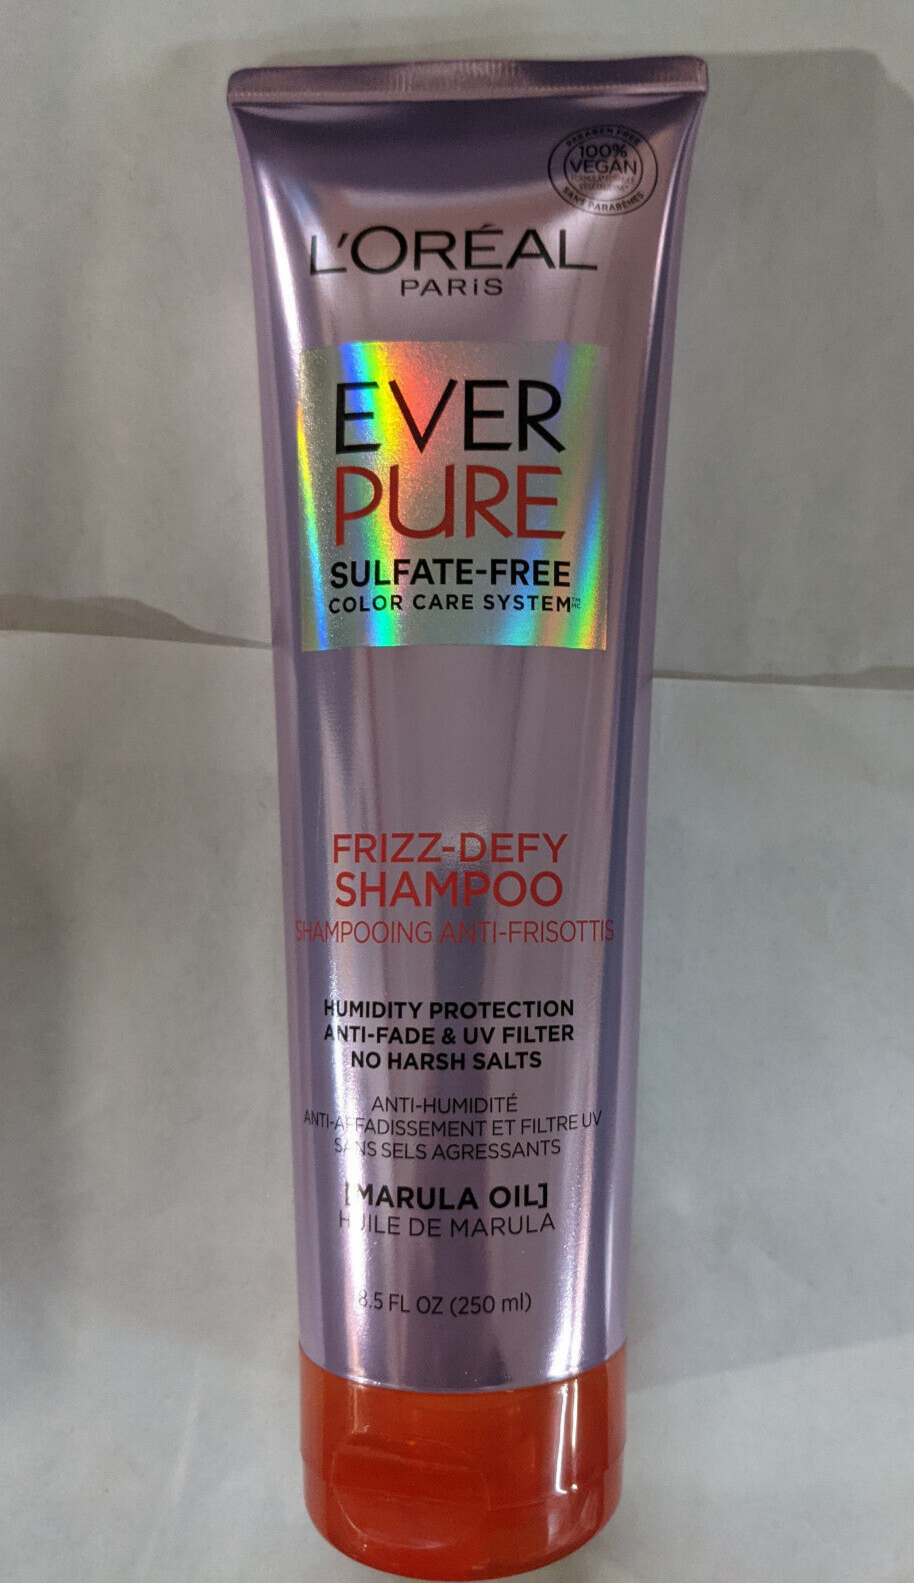 PARABEN FREE
100%
VEGAN
SANS PARABÈNES
L'ORÉAL
PARiS
EVER
PURE
SULFATE-FREE
COLOR CARE SYSTEM™ MC
FRIZZ-DEFY
SHAMPOO
SHAMPOOING ANTI-FRISOTTIS
HUMIDITY PROTECTION
ANTI-FADE & UV FILTER
NO HARSH SALTS
ANTI-HUMIDITÉ
ANTI-AFFADISSEMENT ET FILTRE UV
SANS SELS AGRESSANTS
[MARULA OIL]
HUILE DE MARULA
8.5 FL OZ (250 ml)